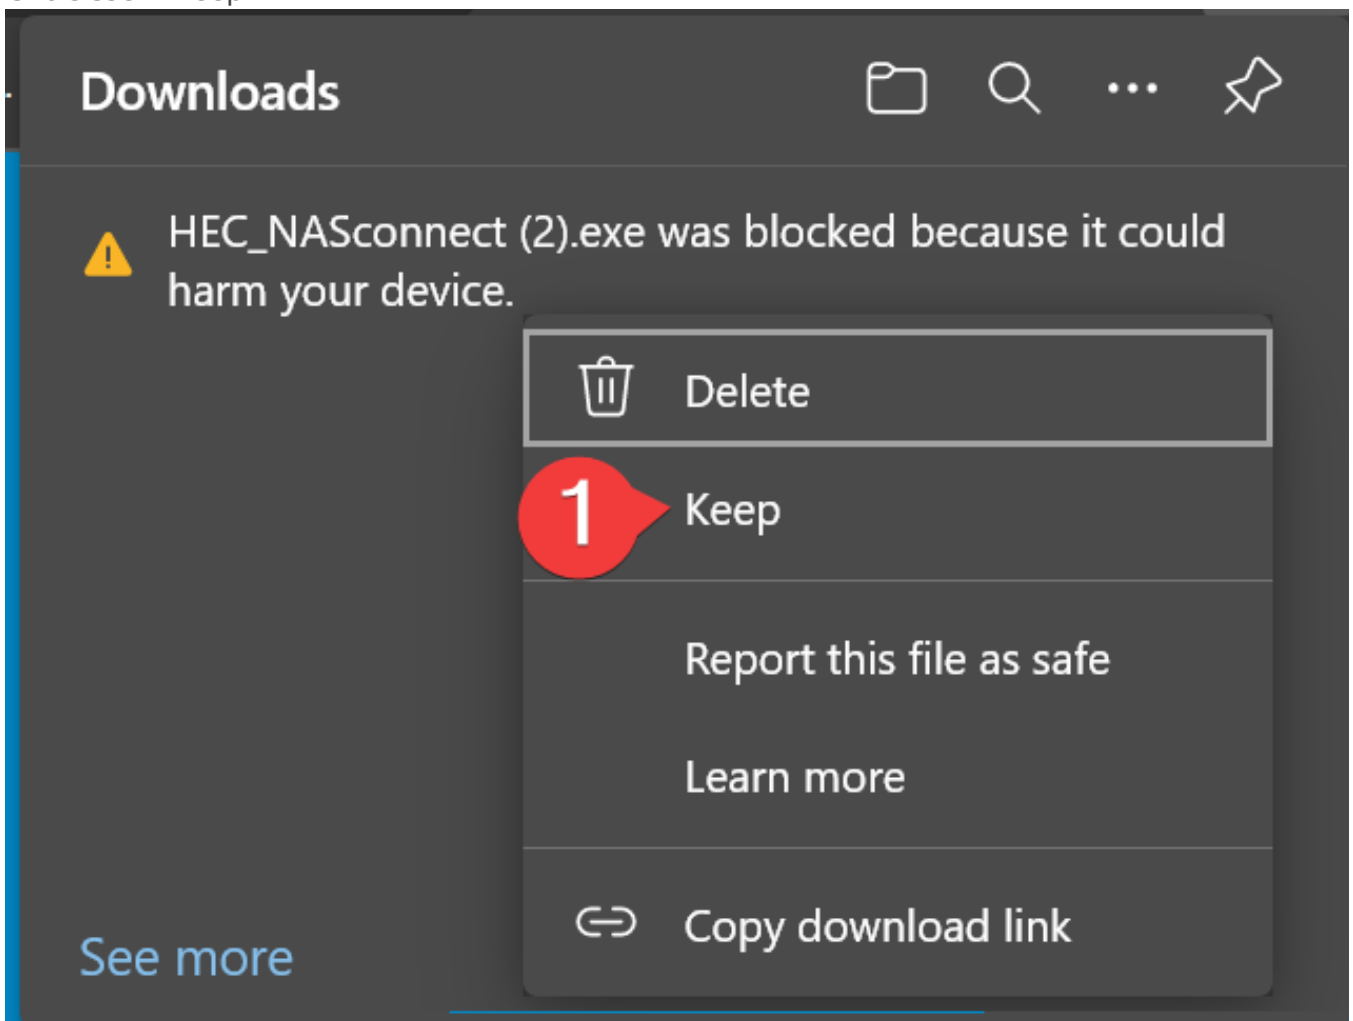 Downloads
HEC_NASconnect (2).exe was blocked because it could
harm your device.
Delete
1
Keep
Report this file as safe
Learn more
Copy download link
See more